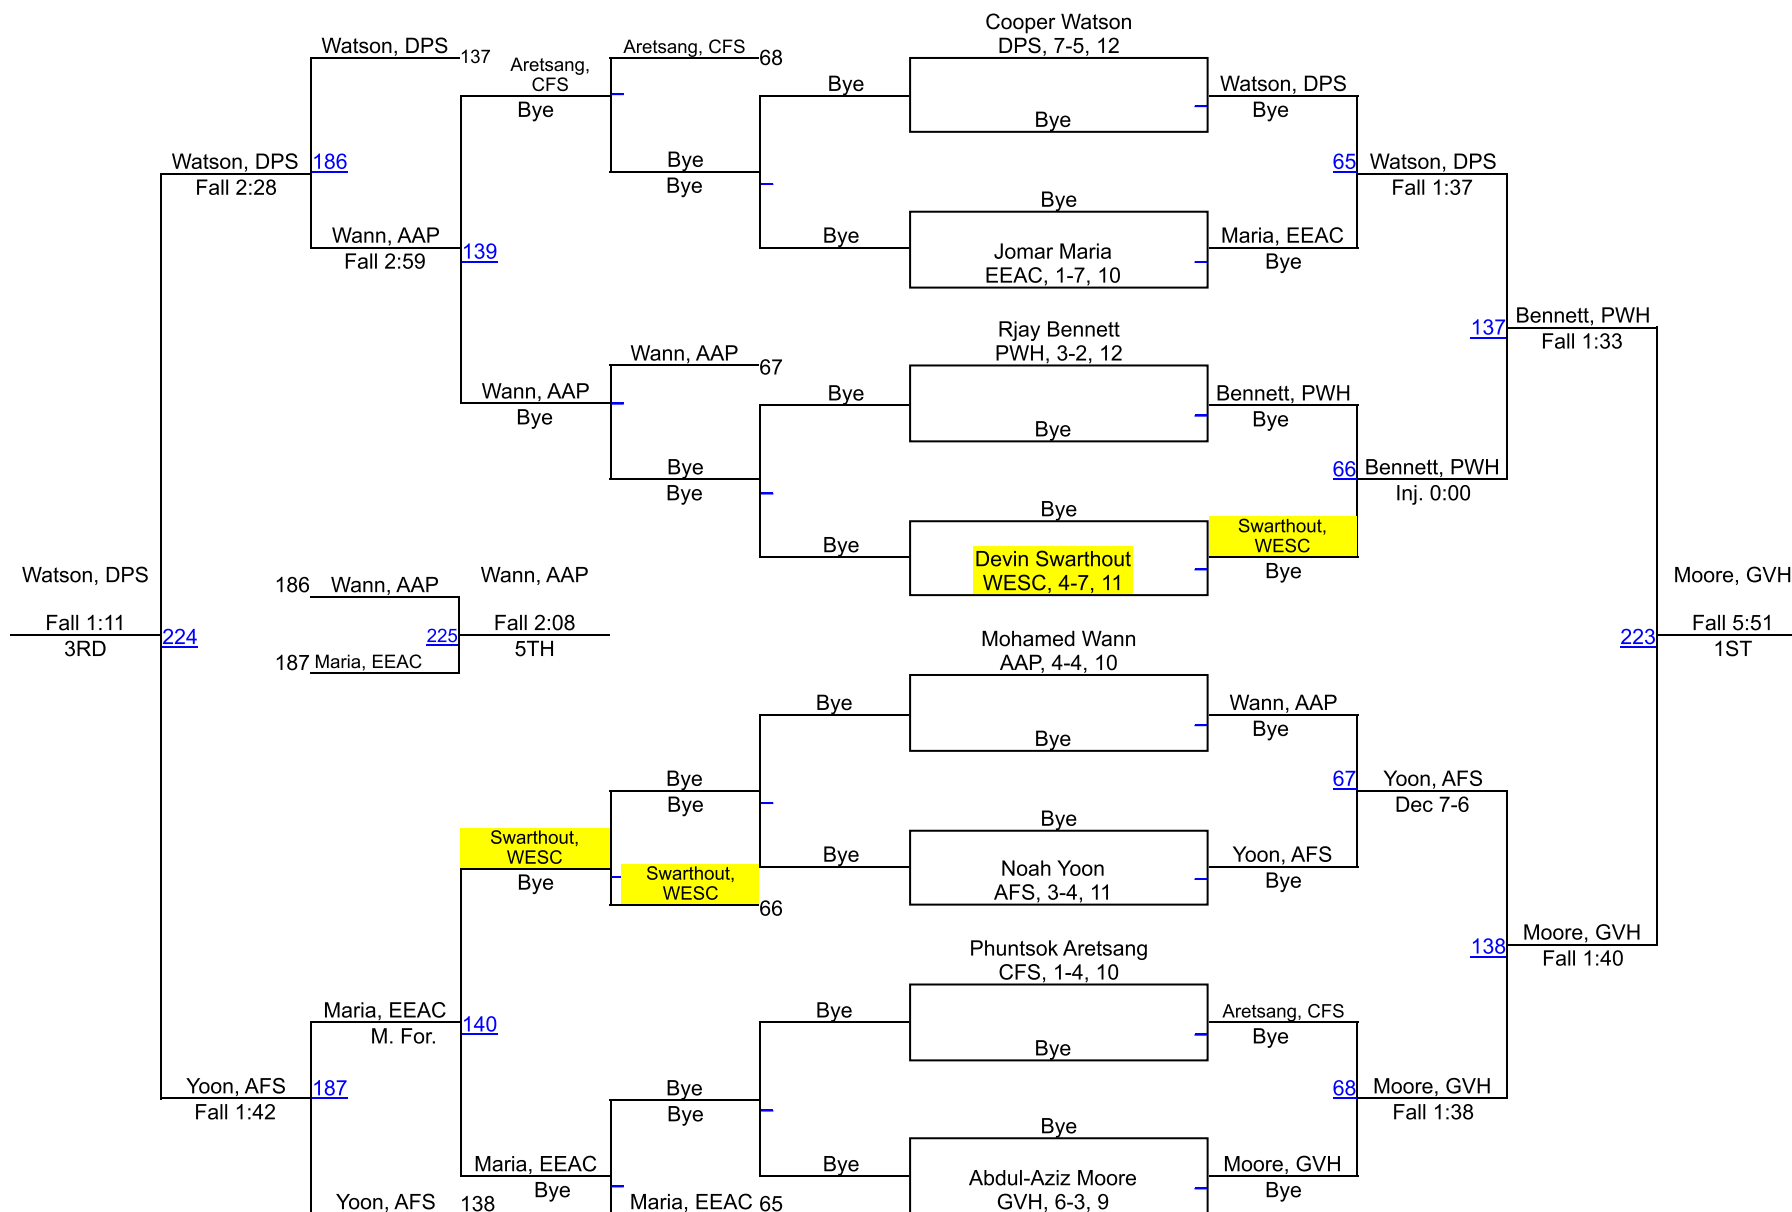 Cooper Watson
DPS, 7-5, 12
Watson, DPS
137
Aretsang,
CFS
Bye
Aretsang, CFS
68
Bye
Bye
Watson, DPS
Bye
Watson, DPS
Fall 2:28
186
Bye
Bye
65
Watson, DPS
Fall 1:37
Bye
Wann, AAP
Fall 2:59
139
Bye
Jomar Maria
EEAC, 1-7, 10
Maria, EEAC
Bye
Rjay Bennett
PWH, 3-2, 12
137
Bennett, PWH
Fall 1:33
Wann, AAP
67
Wann, AAP
Bye
Bye
Bye
Bennett, PWH
Bye
Bye
Bye
66
Bennett, PWH
Inj. 0:00
Bye
Swarthout,
WESC
Bye
Bye
Devin Swarthout
WESC, 4-7, 11
Watson, DPS
Fall 1:11
3RD
224
186
Wann, AAP
187
Maria, EEAC
225
Wann, AAP
Fall 2:08
5TH
Moore, GVH
Fall 5:51
1ST
223
Mohamed Wann
AAP, 4-4, 10
Bye
Bye
Wann, AAP
Bye
Bye
Bye
67
Yoon, AFS
Dec 7-6
Bye
Swarthout,
WESC
Bye
Swarthout,
WESC
66
Bye
Noah Yoon
AFS, 3-4, 11
Yoon, AFS
Bye
Phuntsok Aretsang
CFS, 1-4, 10
138
Moore, GVH
Fall 1:40
Maria, EEAC
M. For.
140
Bye
Bye
Aretsang, CFS
Bye
Yoon, AFS
Fall 1:42
187
Bye
Bye
68
Moore, GVH
Fall 1:38
Bye
Maria, EEAC
Bye
Bye
Abdul-Aziz Moore
GVH, 6-3, 9
Moore, GVH
Bye
Yoon, AFS
138
Maria, EEAC
65